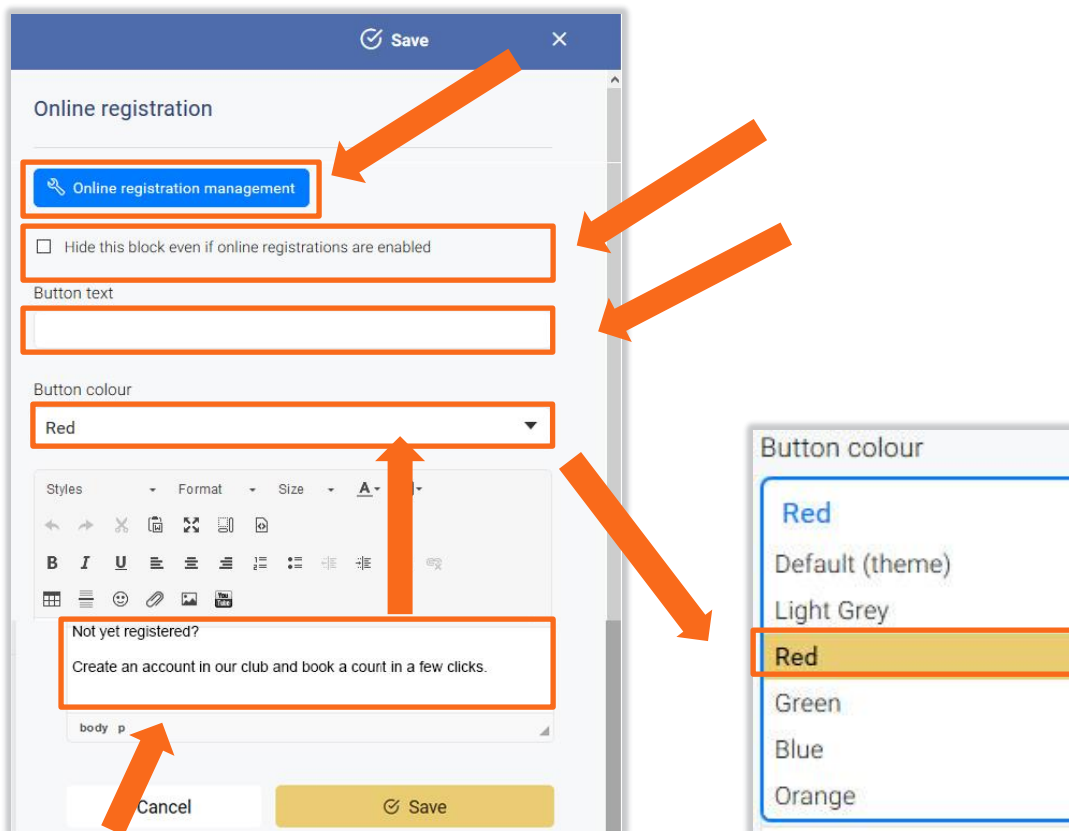 Save
Online registration
Online registration management
Hide this block even if online registrations are enabled
Button text
Button colour
Red
Styles Format Size A
B I U
You Tube
Not yet registered?
Create an account in our club and book a court in a few clicks.
body p
Cancel Save
Button colour
Red
Default (theme)
Light Grey
Red
Green
Blue
Orange